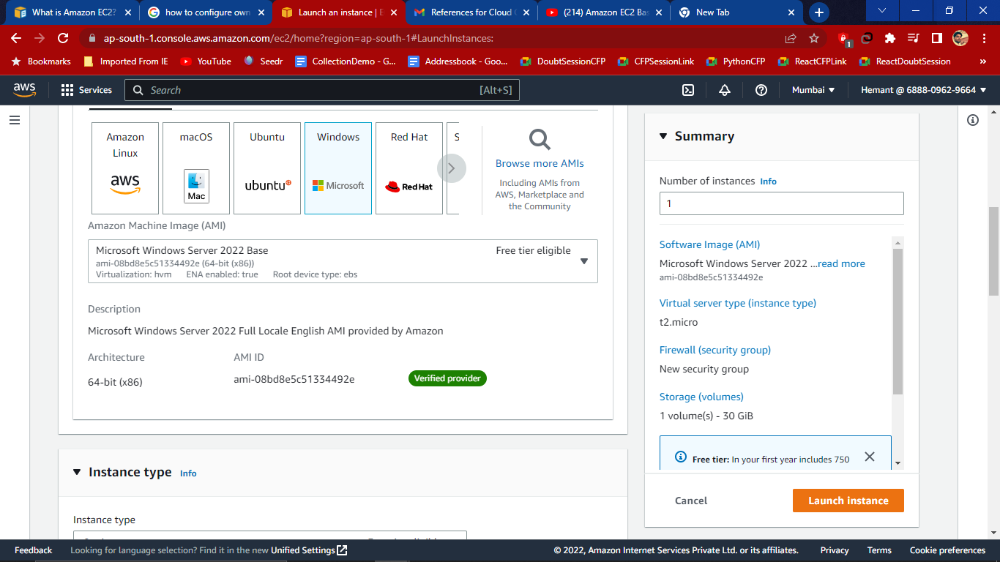 What is Amazon EC2?
how to configure own
Launch an instance | E
References for Cloud C
(214) Amazon EC2 Bas
New Tab
ap-south-1.console.aws.amazon.com/ec2/home?region=ap-south-1#LaunchInstances:
1
Bookmarks
Imported From IE
YouTube
Seedr
CollectionDemo - G...
Addressbook - Goo...
DoubtSessionCFP
CFPSessionLink
PythonCFP
ReactCFPLink
ReactDoubtSession
»
aws
Services
Search
[Alt+S]
Mumbai
Hemant @ 6888-0962-9664
Amazon
Linux
aws
macOS
Mac
Ubuntu
ubuntu
Windows
Microsoft
Red Hat
Red Hat
S
Browse more AMIs
Including AMIs from
AWS, Marketplace and
the Community
Amazon Machine Image (AMI)
Microsoft Windows Server 2022 Base
Free tier eligible
ami-08bd8e5c51334492e (64-bit (x86))
Virtualization: hvm ENA enabled: true Root device type: ebs
Description
Microsoft Windows Server 2022 Full Locale English AMI provided by Amazon
Architecture
AMI ID
64-bit (x86)
ami-08bd8e5c51334492e
Verified provider
Instance type Info
Instance type
Summary
Number of instances Info
1
Software Image (AMI)
Microsoft Windows Server 2022 ...read more
ami-08bd8e5c51334492e
Virtual server type (instance type)
t2.micro
Firewall (security group)
New security group
Storage (volumes)
1 volume(s) - 30 GiB
Free tier: In your first year includes 750
Cancel
Launch instance
Feedback
Looking for language selection? Find it in the new Unified Settings
© 2022, Amazon Internet Services Private Ltd. or its affiliates.
Privacy
Terms
Cookie preferences